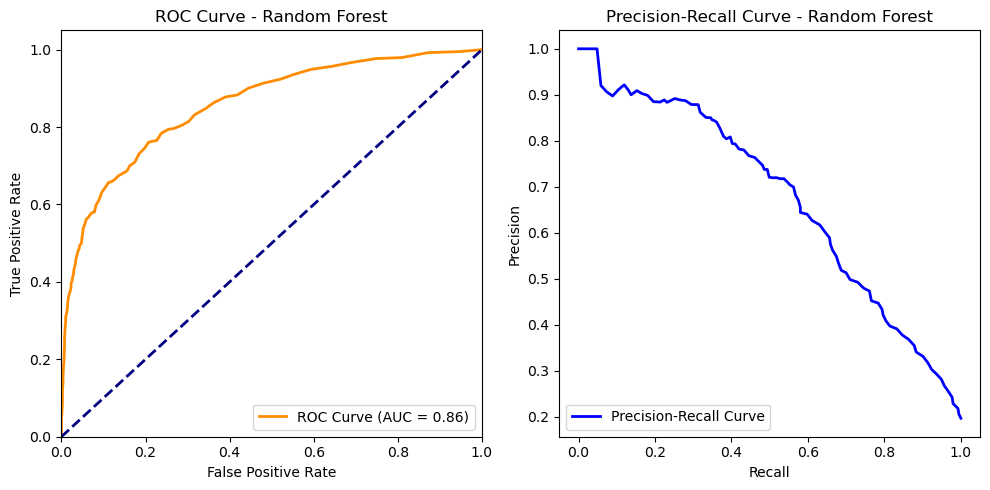 ROC Curve - Random Forest
True Positive Rate
1.0
0.8
0.6
0.4
0.2
0.0
ROC Curve (AUC = 0.86)
0.0 0.2 0.4 0.6 0.8 1.0
False Positive Rate
Precision-Recall Curve - Random Forest
Precision
1.0
0.9
0.8
0.7
0.6
0.5
0.4
0.3
0.2
Precision-Recall Curve
0.0 0.2 0.4 0.6 0.8 1.0
Recall